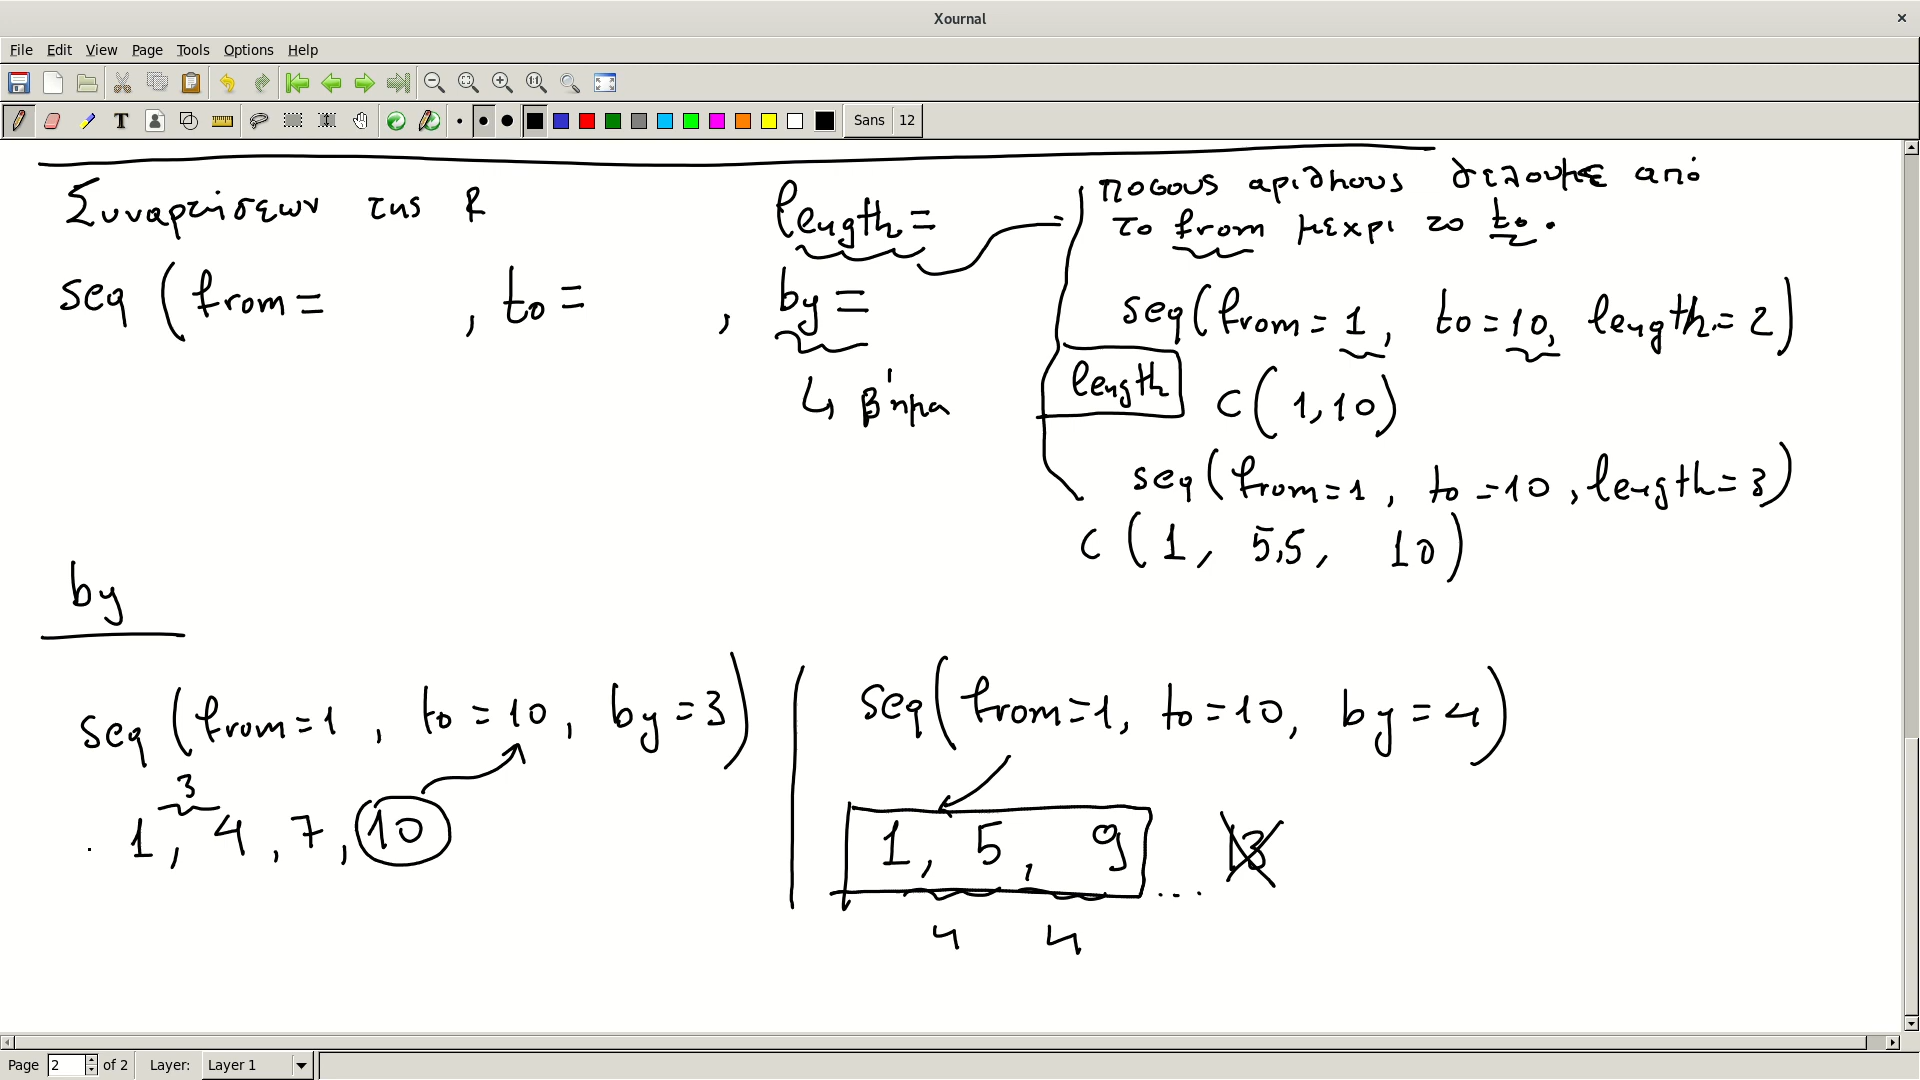 Xournal
File Edit View Page Tools Options Help
Sans 12
Συναρτήσεων της R
seq (from= , to= , by=
length=
↳ βήμα
ποσους αριθμους θελουμε από
το from μεχρι το to.
seq(from=1, to=10, length=2)
length
c(1,10)
seq(from=1, to=10, length=3)
c(1, 5,5, 10)
by
seq(from=1, to=10, by=3)
3
1, 4, 7, 10
seq(from=1, to=10, by=4)
1, 5, 9 ... 13
4 4
Page 2 of 2 Layer: Layer 1